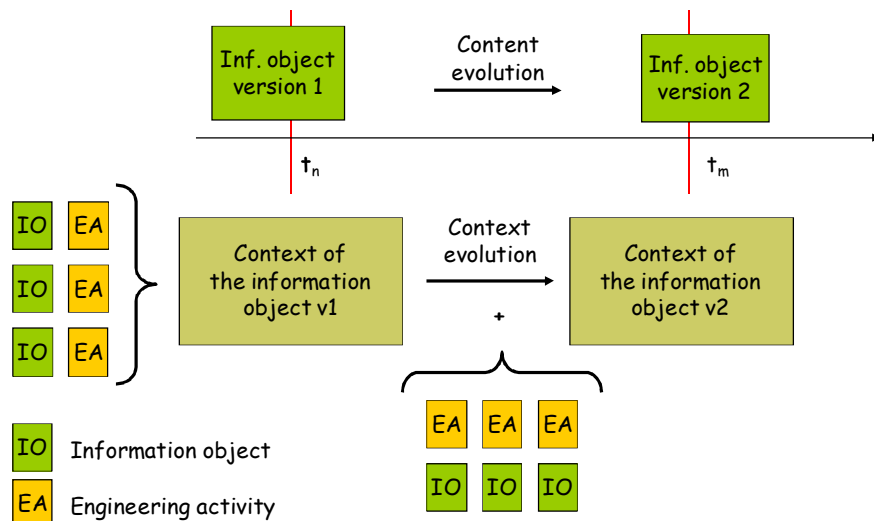 Inf. object
version 1
Content
evolution
Inf. object
version 2
tn
tm
IO EA
IO EA
IO EA
Context of
the information
object v1
Context
evolution
+
Context of
the information
object v2
EA EA EA
IO IO IO
IO Information object
EA Engineering activity